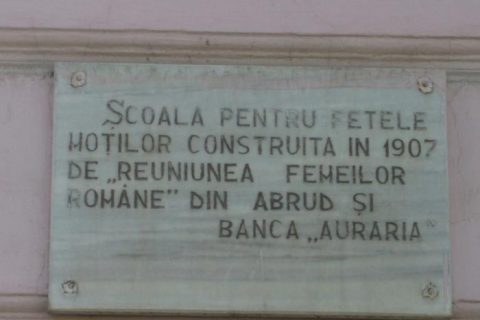 ȘCOALA PENTRU FETELE
MOȚILOR CONSTRUITA IN 1907
DE „REUNIUNEA FEMEILOR
ROMÂNE” DIN ABRUD ȘI
BANCA „AURARIA”